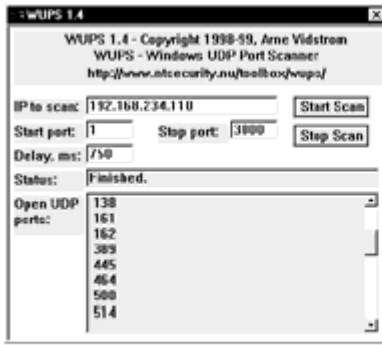 WUPS 1.4
WUPS 1.4 - Copyright 1998-99, Arne Vidstrom
WUPS - Windows UDP Port Scanner
http://www.ntsecurity.nu/toolbox/wups/
IP to scan: 192.168.234.110 Start Scan
Start port: 1 Stop port: 3000 Stop Scan
Delay, ms: 750
Status: Finished.
Open UDP ports:
138
161
162
389
445
464
500
514